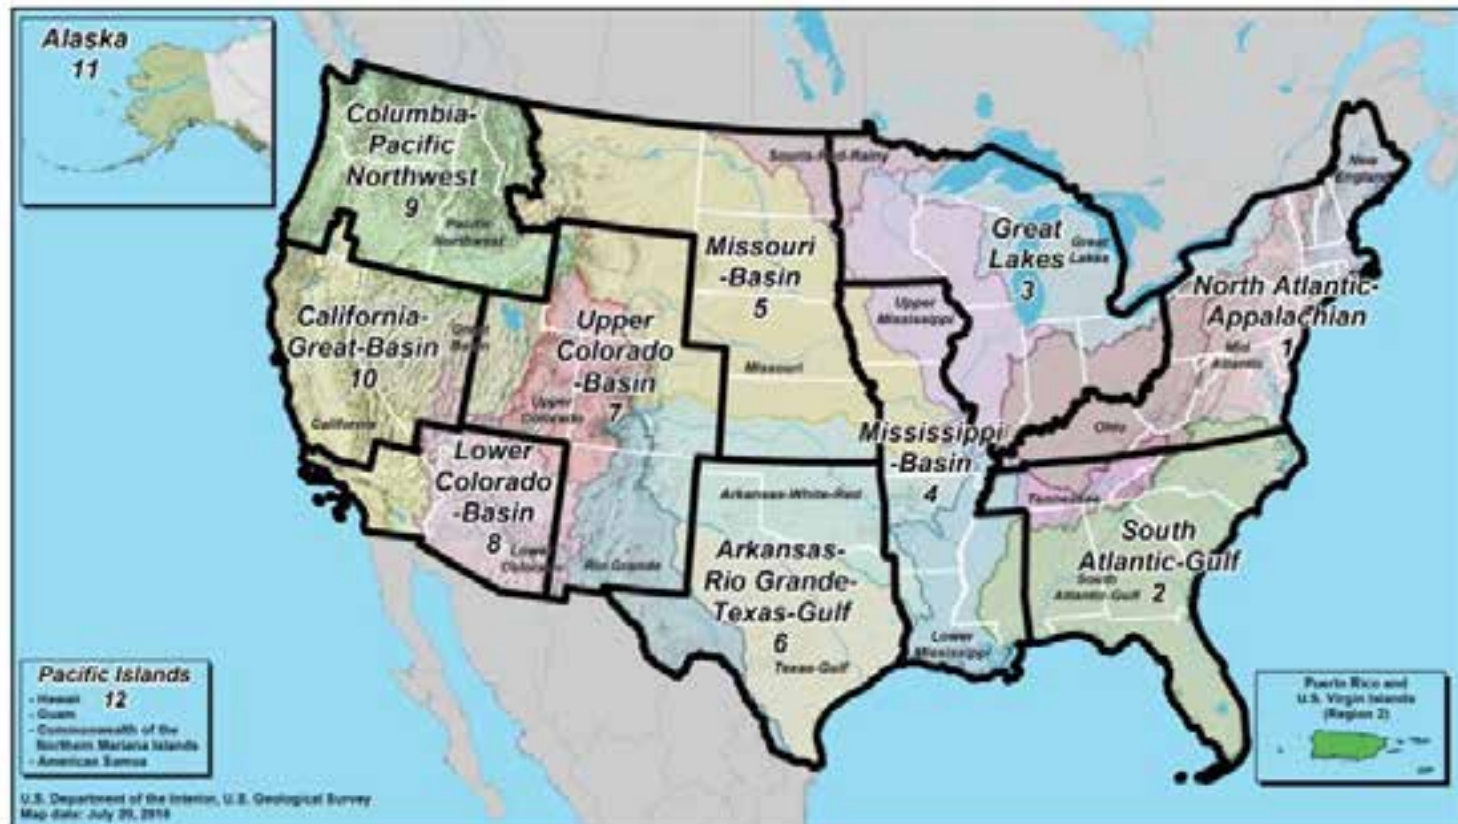 Alaska
11
Columbia-
Pacific
Northwest
9
Pacific
Northwest
Souris-Red-Rainy
New
England
Missouri
-Basin
5
Great
Lakes
3
Great
Lakes
North Atlantic-
Appalachian
1
Mid
Atlantic
California-
Great-Basin
10
Great
Basin
California
Upper
Colorado
-Basin
7
Upper
Colorado
Missouri
Upper
Mississippi
Ohio
Mississippi
-Basin
4
Lower
Colorado
-Basin
8
Lower
Colorado
Rio Grande
Arkansas-White-Red
Tennessee
Arkansas-
Rio Grande-
Texas-Gulf
6
Texas-Gulf
Lower
Mississippi
South
Atlantic-Gulf
2
South
Atlantic-Gulf
Pacific Islands
12
- Hawaii
- Guam
- Commonwealth of the
Northern Mariana Islands
- American Samoa
Puerto Rico and
U.S. Virgin Islands
(Region 2)
U.S. Department of the Interior, U.S. Geological Survey
Map date: July 20, 2018